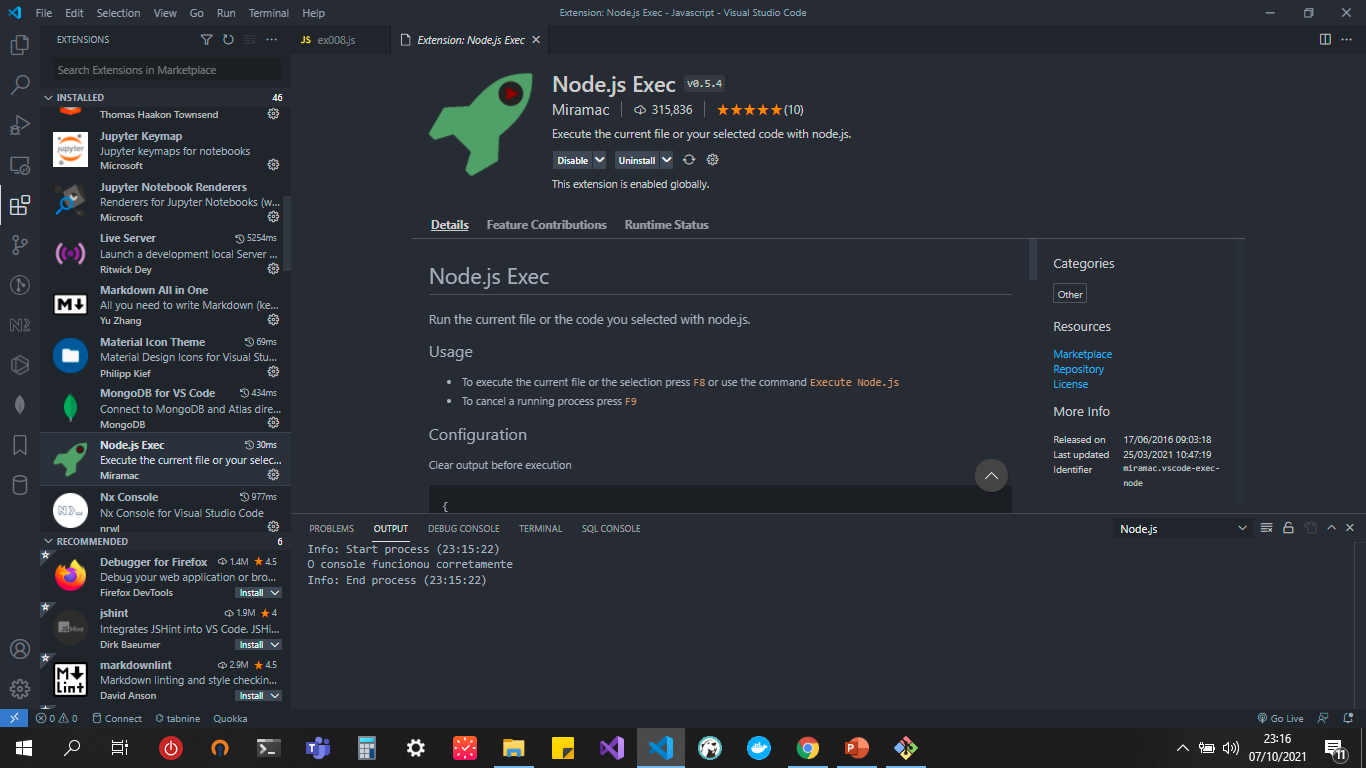 File Edit Selection View Go Run Terminal Help
Extension: Node.js Exec - Javascript - Visual Studio Code
EXTENSIONS
JS ex008.js
Extension: Node.js Exec
Search Extensions in Marketplace
INSTALLED 46
Thomas Haakon Townsend
Jupyter Keymap
Jupyter keymaps for notebooks
Microsoft
Jupyter Notebook Renderers
Renderers for Jupyter Notebooks (w...
Microsoft
Live Server 5254ms
Launch a development local Server ...
Ritwick Dey
Markdown All in One
All you need to write Markdown (ke...
Yu Zhang
Material Icon Theme 69ms
Material Design Icons for Visual Stu...
Philipp Kief
MongoDB for VS Code 434ms
Connect to MongoDB and Atlas dire...
MongoDB
Node.js Exec 30ms
Execute the current file or your selec...
Miramac
Nx Console 977ms
Nx Console for Visual Studio Code
nrwl
RECOMMENDED 6
Debugger for Firefox 1.4M 4.5
Debug your web application or bro...
Firefox DevTools Install
jshint 1.9M 4
Integrates JSHint into VS Code. JSHi...
Dirk Baeumer Install
markdownlint 2.9M 4.5
Markdown linting and style checkin...
David Anson Install
Node.js Exec v0.5.4
Miramac 315,836 (10)
Execute the current file or your selected code with node.js.
Disable Uninstall
This extension is enabled globally.
Details Feature Contributions Runtime Status
Node.js Exec
Run the current file or the code you selected with node.js.
Usage
• To execute the current file or the selection press F8 or use the command Execute Node.js
• To cancel a running process press F9
Configuration
Clear output before execution
{
Categories
Other
Resources
Marketplace
Repository
License
More Info
Released on 17/06/2016 09:03:18
Last updated 25/03/2021 10:47:19
Identifier miramac.vscode-exec-
node
PROBLEMS OUTPUT DEBUG CONSOLE TERMINAL SQL CONSOLE
Node.js
Info: Start process (23:15:22)
O console funcionou corretamente
Info: End process (23:15:22)
0 0 Connect tabnine Quokka
Go Live
23:16
07/10/2021
11